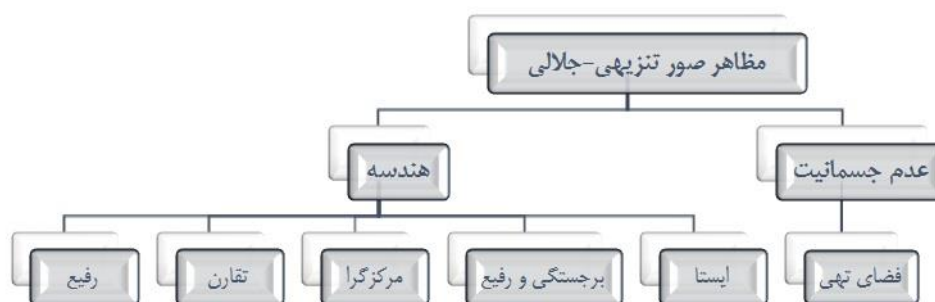 مظاهر صور تنزیهی-جلالی
عدم جسمانیت
هندسه
فضای تهی
ایستا
برجستگی و رفیع
مرکزگرا
تقارن
رفیع